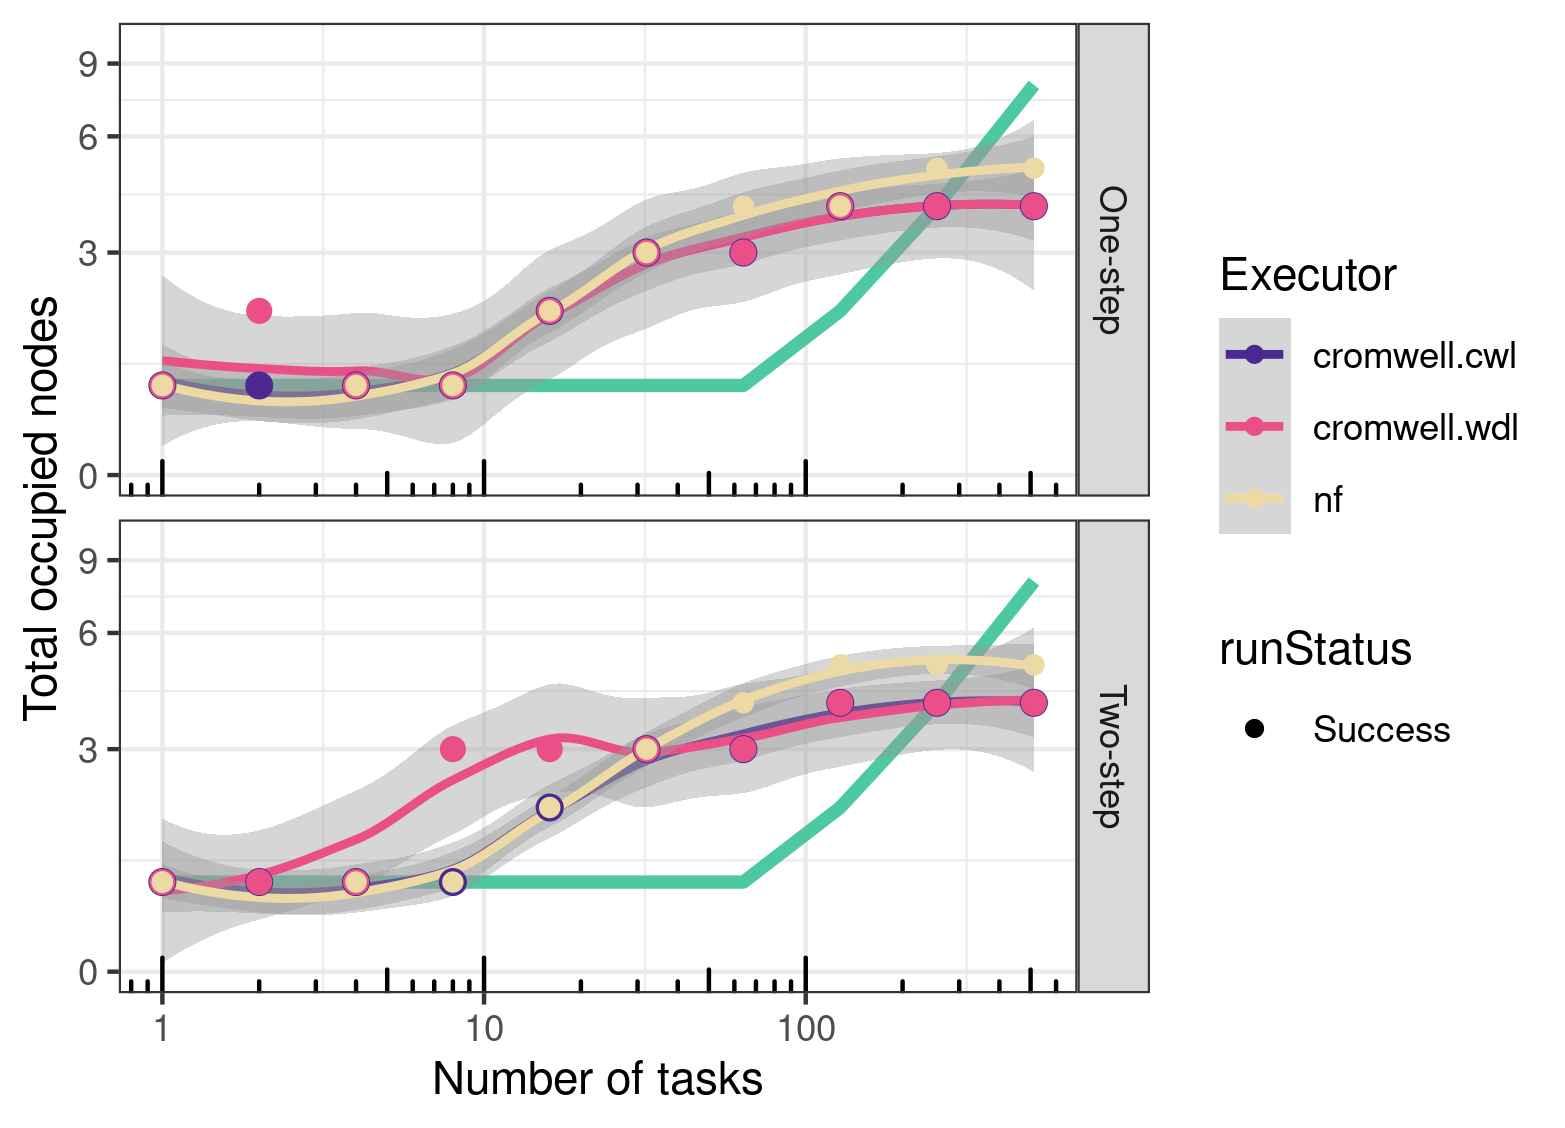 Total occupied nodes
9
6
3
0
One-step
9
6
3
0
Two-step
1 10 100
Number of tasks
Executor
cromwell.cwl
cromwell.wdl
nf
runStatus
Success